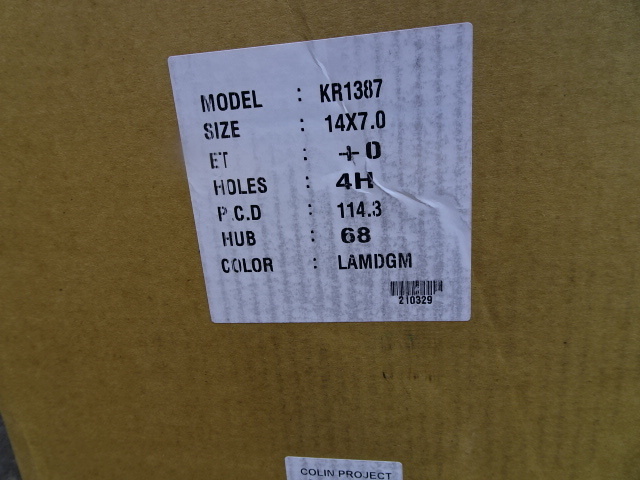 MODEL : KR1387
SIZE : 14X7.0
ET : +0
HOLES : 4H
P.C.D : 114.3
HUB : 68
COLOR : LAMDGM
210329
COLIN PROJECT